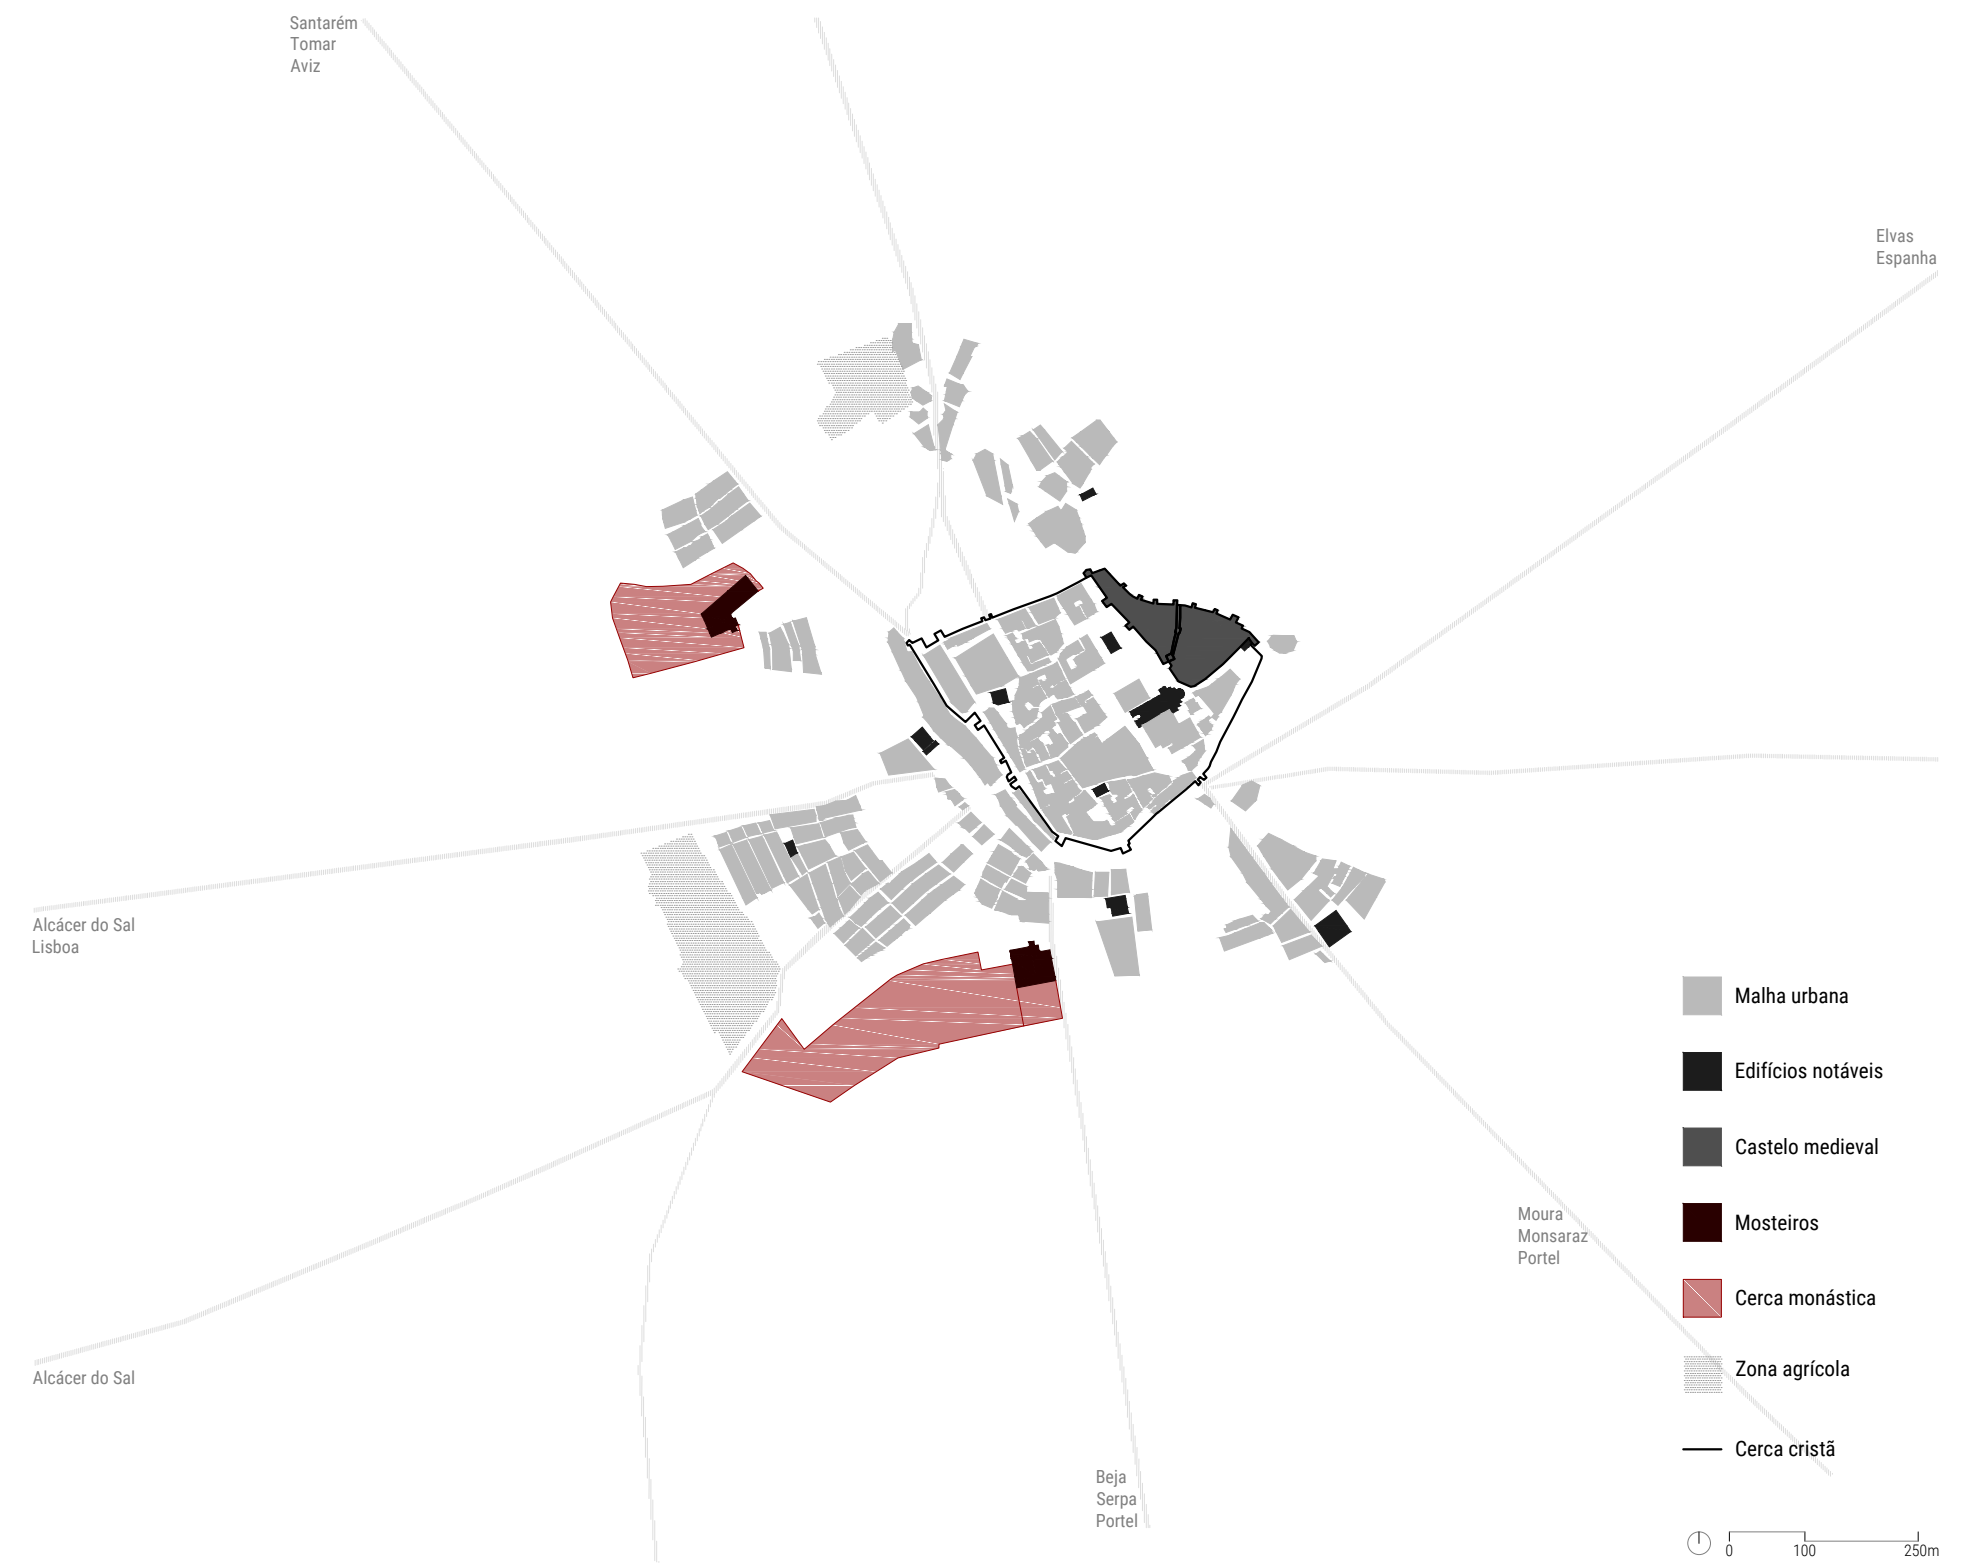 Santarém
Tomar
Aviz
Elvas
Espanha
Alcácer do Sal
Lisboa
Malha urbana
Edifícios notáveis
Castelo medieval
Moura
Monsaraz
Portel
Mosteiros
Cerca monástica
Zona agrícola
Alcácer do Sal
Cerca cristã
Beja
Serpa
Portel
0 100 250m